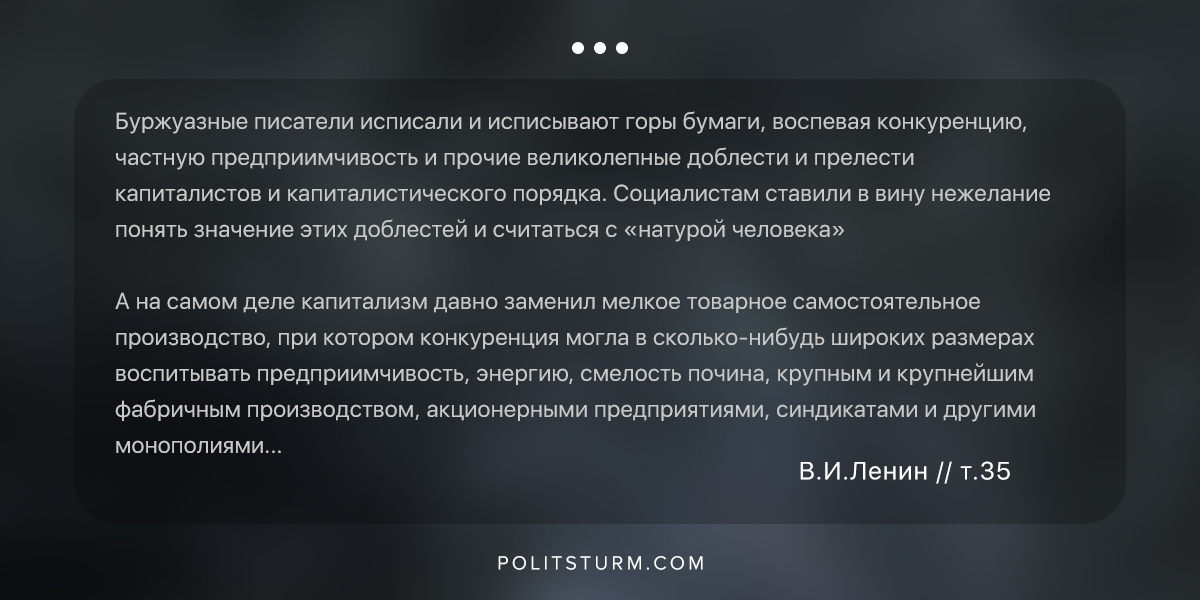 Буржуазные писатели исписали и исписывают горы бумаги, воспевая конкуренцию,
частную предприимчивость и прочие великолепные доблести и прелести
капиталистов и капиталистического порядка. Социалистам ставили в вину нежелание
понять значение этих доблестей и считаться с «натурой человека»
А на самом деле капитализм давно заменил мелкое товарное самостоятельное
производство, при котором конкуренция могла в сколько-нибудь широких размерах
воспитывать предприимчивость, энергию, смелость почина, крупным и крупнейшим
фабричным производством, акционерными предприятиями, синдикатами и другими
монополиями...
В.И.Ленин // т.35
POLITSTURM.COM